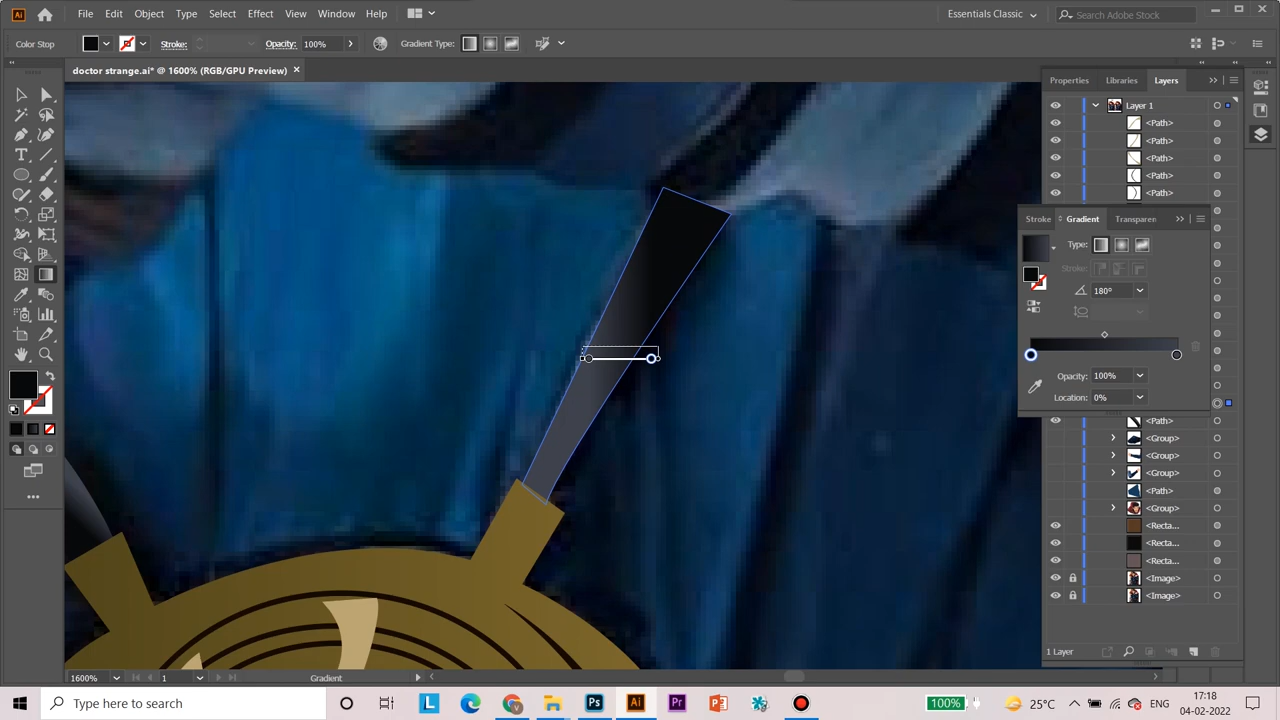 Ai File Edit Object Type Select Effect View Window Help Essentials Classic Search Adobe Stock
Color Stop Stroke: Opacity: 100% Gradient Type:
doctor strange.ai* @ 1600% (RGB/GPU Preview)
Properties Libraries Layers
Layer 1
<Path>
<Path>
<Path>
<Path>
<Path>
Stroke Gradient Transparen
Type:
Stroke:
180°
Opacity: 100%
Location: 0%
<Path>
<Group>
<Group>
<Group>
<Path>
<Group>
<Recta...
<Recta...
<Recta...
<Image>
<Image>
1 Layer
1600% 1 Gradient
Type here to search L Ps Ai Pr 100% 25°C ENG 17:18
04-02-2022